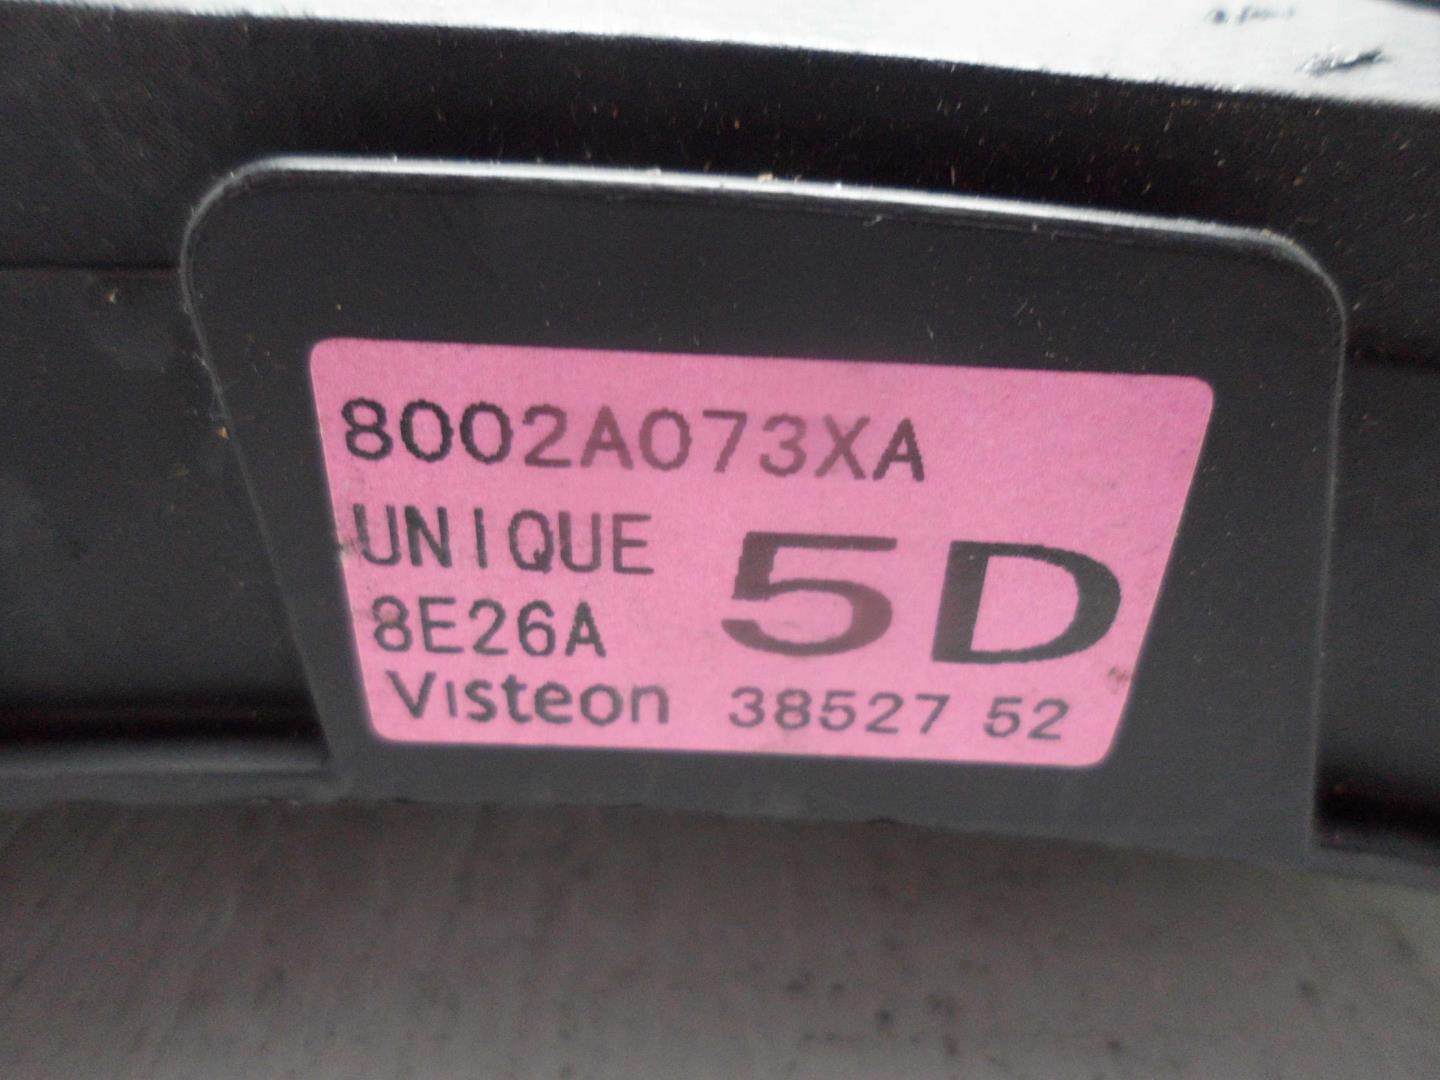 8002A073XA
UNIQUE
5D
8E26A
Visteon 38527 52